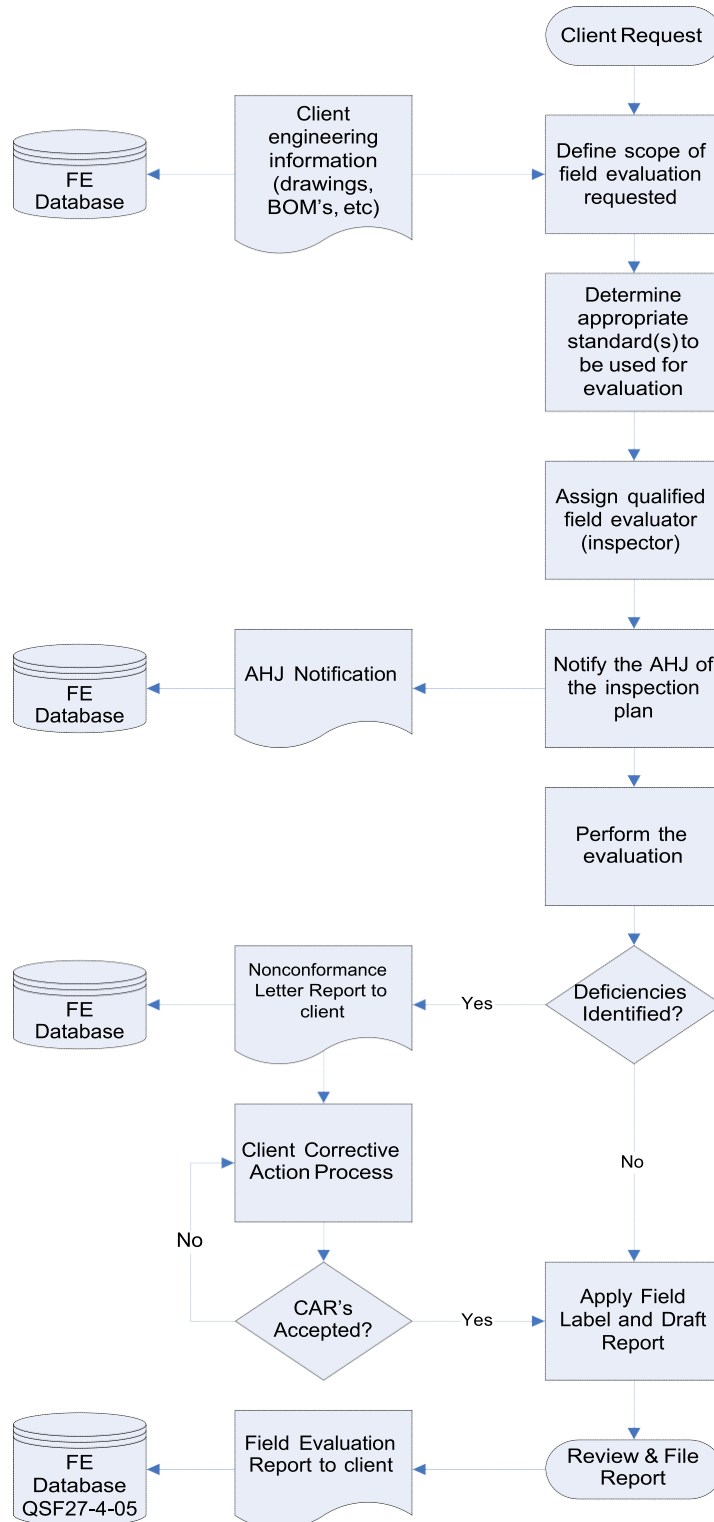 Client Request
Client
engineering
information
(drawings,
BOM's, etc)
FE
Database
Define scope of
field evaluation
requested
Determine
appropriate
standard(s) to
be used for
evaluation
Assign qualified
field evaluator
(inspector)
FE
Database
AHJ Notification
Notify the AHJ of
the inspection
plan
Perform the
evaluation
FE
Database
Nonconformance
Letter Report to
client
Yes
Deficiencies
Identified?
Client Corrective
Action Process
No
No
CAR's
Accepted?
Yes
Apply Field
Label and Draft
Report
FE
Database
QSF27-4-05
Field Evaluation
Report to client
Review & File
Report